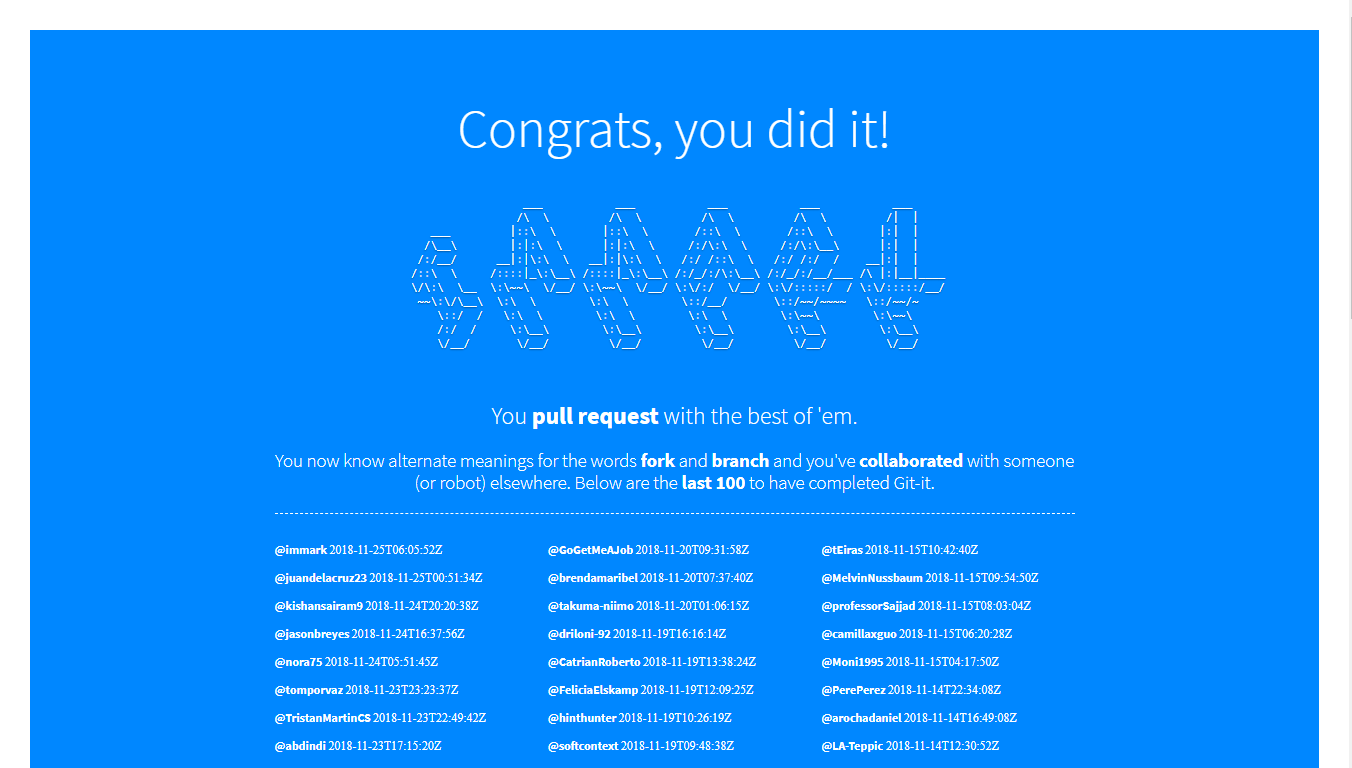 Congrats, you did it!
You pull request with the best of 'em.
You now know alternate meanings for the words fork and branch and you've collaborated with someone
(or robot) elsewhere. Below are the last 100 to have completed Git-it.
@immark 2018-11-25T06:05:52Z
@juandelacruz23 2018-11-25T00:51:34Z
@kishansairam9 2018-11-24T20:20:38Z
@jasonbreyes 2018-11-24T16:37:56Z
@nora75 2018-11-24T05:51:45Z
@tomporvaz 2018-11-23T23:23:37Z
@TristanMartinCS 2018-11-23T22:49:42Z
@abdindi 2018-11-23T17:15:20Z
@GoGetMeAJob 2018-11-20T09:31:58Z
@brendamaribel 2018-11-20T07:37:40Z
@takuma-niimo 2018-11-20T01:06:15Z
@driloni-92 2018-11-19T16:16:14Z
@CatrianRoberto 2018-11-19T13:38:24Z
@FeliciaElskamp 2018-11-19T12:09:25Z
@hinthunter 2018-11-19T10:26:19Z
@softcontext 2018-11-19T09:48:38Z
@tEiras 2018-11-15T10:42:40Z
@MelvinNussbaum 2018-11-15T09:54:50Z
@professorSajjad 2018-11-15T08:03:04Z
@camillaxguo 2018-11-15T06:20:28Z
@Moni1995 2018-11-15T04:17:50Z
@PerePerez 2018-11-14T22:34:08Z
@arochadaniel 2018-11-14T16:49:08Z
@LA-Teppic 2018-11-14T12:30:52Z